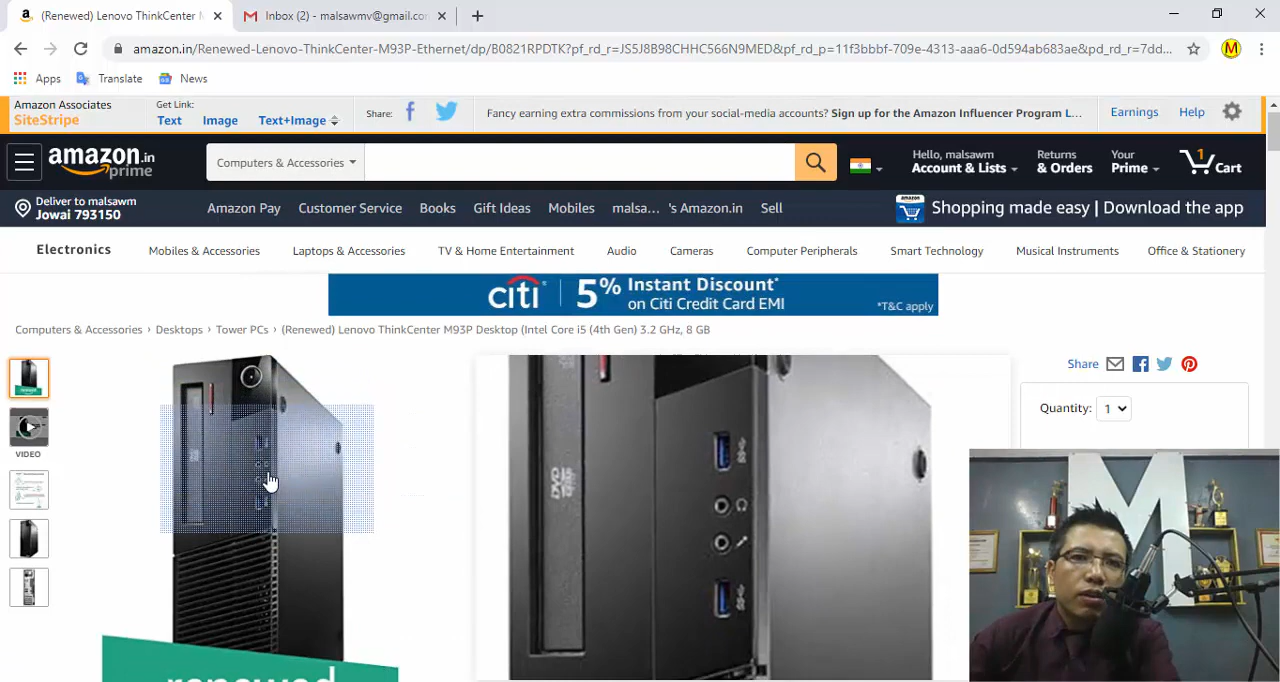 (Renewed) Lenovo ThinkCenter M
Inbox (2) - malsawmv@gmail.com
amazon.in/Renewed-Lenovo-ThinkCenter-M93P-Ethernet/dp/B0821RPDTK?pf_rd_r=JS5J8B98CHHC566N9MED&pf_rd_p=11f3bbbf-709e-4313-aaa6-0d594ab683ae&pd_rd_r=7dd...
M
Apps Translate News
Amazon Associates
SiteStripe
Get Link:
Text Image Text+Image
Share:
Fancy earning extra commissions from your social-media accounts? Sign up for the Amazon Influencer Program L...
Earnings Help
amazon.in
prime
Computers & Accessories
Hello, malsawm
Account & Lists
Returns
& Orders
Your
Prime
1
Cart
Deliver to malsawm
Jowai 793150
Amazon Pay Customer Service Books Gift Ideas Mobiles malsa... 's Amazon.in Sell
amazon
Shopping made easy | Download the app
Electronics Mobiles & Accessories Laptops & Accessories TV & Home Entertainment Audio Cameras Computer Peripherals Smart Technology Musical Instruments Office & Stationery
citi 5% Instant Discount*
on Citi Credit Card EMI
*T&C apply
Computers & Accessories › Desktops › Tower PCs › (Renewed) Lenovo ThinkCenter M93P Desktop (Intel Core i5 (4th Gen) 3.2 GHz, 8 GB
VIDEO
renewed
DVD
Share
Quantity: 1
M